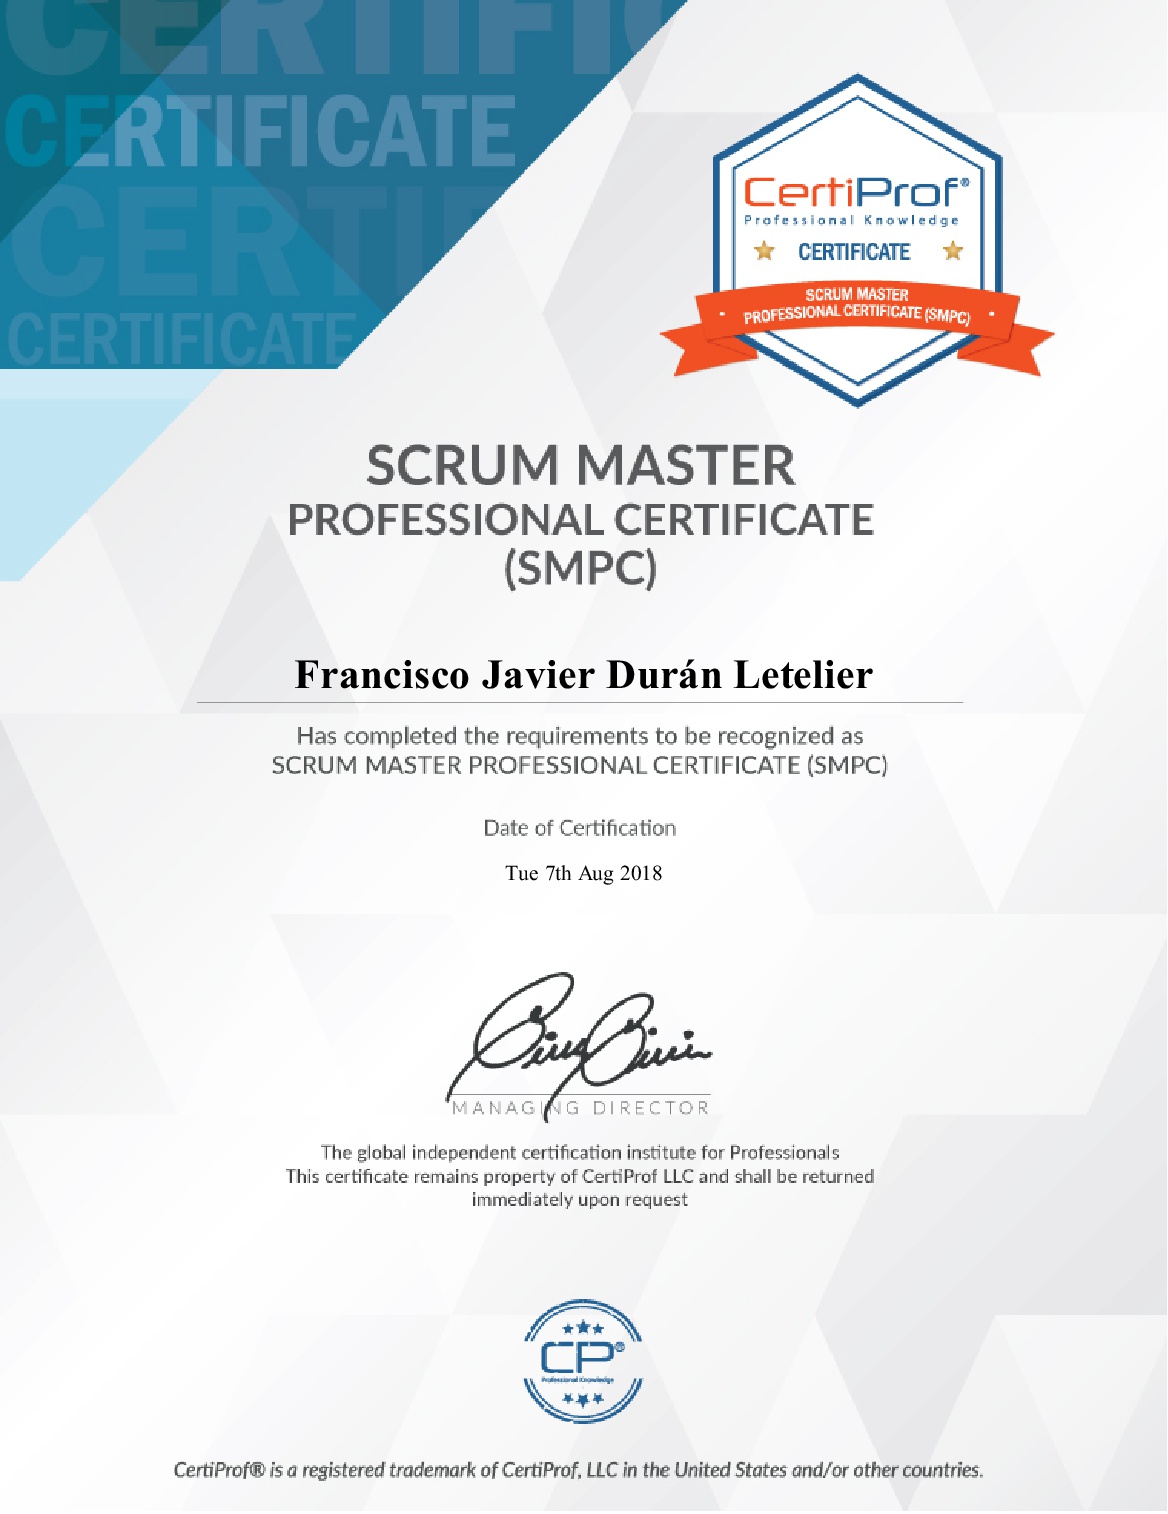 CERTIFIC
CERTIFICATE
CERTI
CERTIFICATE
CertiProf®
Professional Knowledge
CERTIFICATE
SCRUM MASTER
PROFESSIONAL CERTIFICATE (SMPC)
SCRUM MASTER
PROFESSIONAL CERTIFICATE
(SMPC)
Francisco Javier Durán Letelier
Has completed the requirements to be recognized as
SCRUM MASTER PROFESSIONAL CERTIFICATE (SMPC)
Date of Certification
Tue 7th Aug 2018
MANAGING DIRECTOR
The global independent certification institute for Professionals
This certificate remains property of CertiProf LLC and shall be returned
immediately upon request
CP®
Professional Knowledge
CertiProf® is a registered trademark of CertiProf, LLC in the United States and/or other countries.